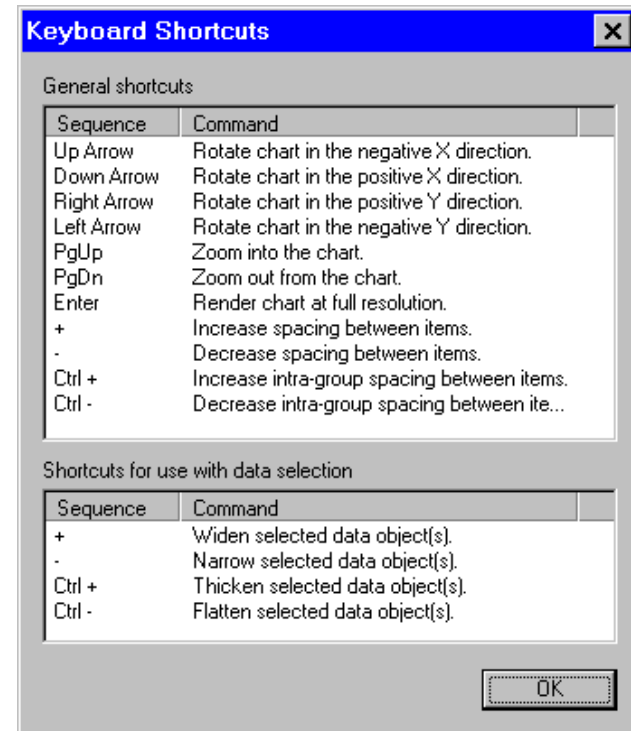 Keyboard Shortcuts
General shortcuts
Sequence Command
Up Arrow Rotate chart in the negative X direction.
Down Arrow Rotate chart in the positive X direction.
Right Arrow Rotate chart in the positive Y direction.
Left Arrow Rotate chart in the negative Y direction.
PgUp Zoom into the chart.
PgDn Zoom out from the chart.
Enter Render chart at full resolution.
+ Increase spacing between items.
- Decrease spacing between items.
Ctrl + Increase intra-group spacing between items.
Ctrl - Decrease intra-group spacing between ite...
Shortcuts for use with data selection
Sequence Command
+ Widen selected data object(s).
- Narrow selected data object(s).
Ctrl + Thicken selected data object(s).
Ctrl - Flatten selected data object(s).
OK